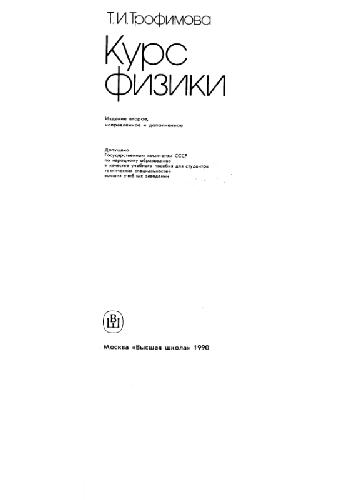 Т.И.Трофимова
Курс
физики
Издание второе,
исправленное и дополненное
Допущено
Государственным комитетом СССР
по народному образованию
в качестве учебного пособия для студентов
технических специальностей
высших учебных заведений
ВШ
Москва «Высшая школа» 1990